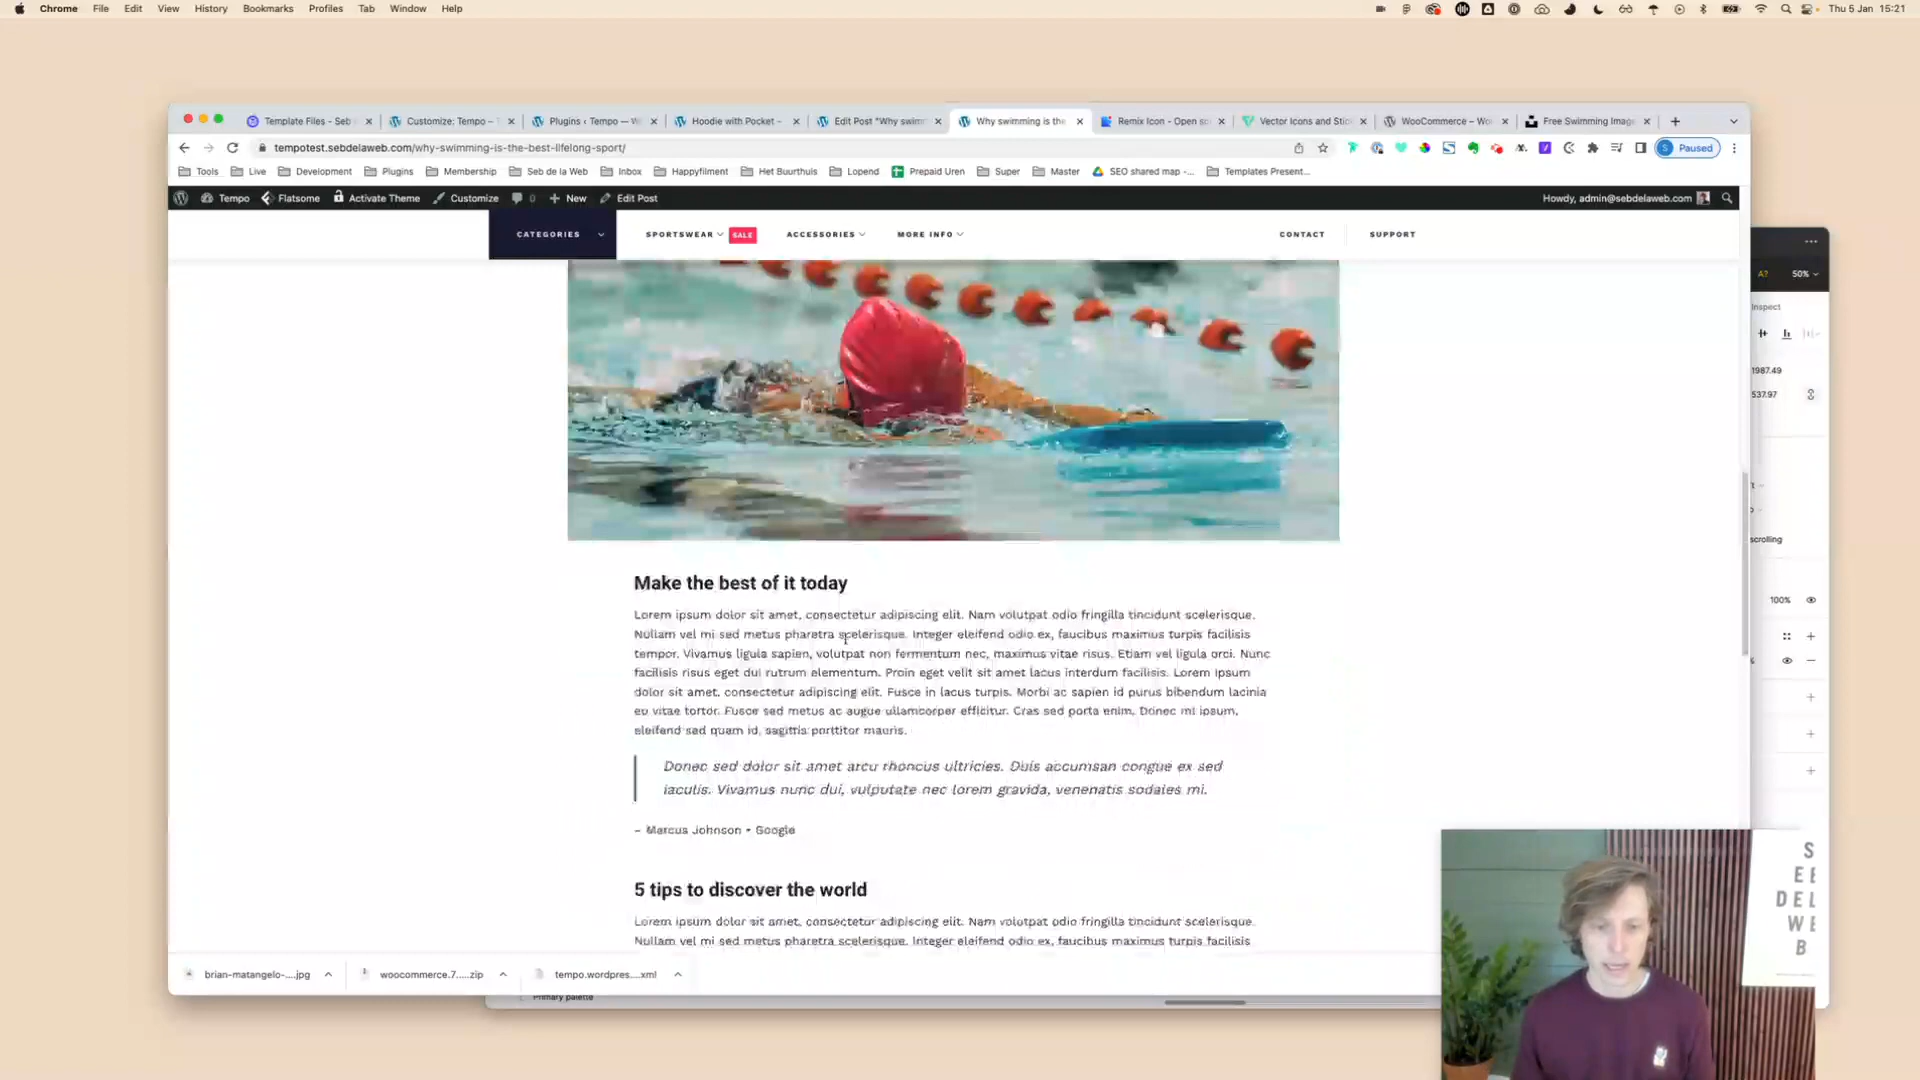 Chrome File Edit View History Bookmarks Profiles Tab Window Help
Thu 5 Jan 15:21
Template Files - Seb
Customize: Tempo –
Plugins ‹ Tempo — W
Hoodie with Pocket –
Edit Post "Why swim
Why swimming is the
Remix Icon - Open so
Vector Icons and Stic
WooCommerce – Wo
Free Swimming Image
tempotest.sebdelaweb.com/why-swimming-is-the-best-lifelong-sport/
Paused
Tools Live Development Plugins Membership Seb de la Web Inbox Happyfilment Het Buurthuis Lopend Prepaid Uren Super Master SEO shared map -... Templates Present...
Tempo Flatsome Activate Theme Customize 0 New Edit Post
Howdy, admin@sebdelaweb.com
CATEGORIES SPORTSWEAR SALE ACCESSORIES MORE INFO CONTACT SUPPORT
A? 50%
Inspect
1987.49
537.97
scrolling
100%
Make the best of it today
Lorem ipsum dolor sit amet, consectetur adipiscing elit. Nam volutpat odio fringilla tincidunt scelerisque.
Nullam vel mi sed metus pharetra scelerisque. Integer eleifend odio ex, faucibus maximus turpis facilisis
tempor. Vivamus ligula sapien, volutpat non fermentum nec, maximus vitae risus. Etiam vel ligula orci. Nunc
facilisis risus eget dui rutrum elementum. Proin eget velit sit amet lacus interdum facilisis. Lorem ipsum
dolor sit amet, consectetur adipiscing elit. Fusce in lacus turpis. Morbi ac sapien id purus bibendum lacinia
eu vitae tortor. Fusce sed metus ac augue ullamcorper efficitur. Cras sed porta enim. Donec mi ipsum,
eleifend sed quam id, sagittis porttitor mauris.
Donec sed dolor sit amet arcu rhoncus ultricies. Duis accumsan congue ex sed
iaculis. Vivamus nunc dui, vulputate nec lorem gravida, venenatis sodales mi.
– Marcus Johnson • Google
5 tips to discover the world
Lorem ipsum dolor sit amet, consectetur adipiscing elit. Nam volutpat odio fringilla tincidunt scelerisque.
Nullam vel mi sed metus pharetra scelerisque. Integer eleifend odio ex, faucibus maximus turpis facilisis
brian-matangelo-....jpg
woocommerce.7.....zip
tempo.wordpres....xml
Primary palette
S
E E
DEL
W E
B